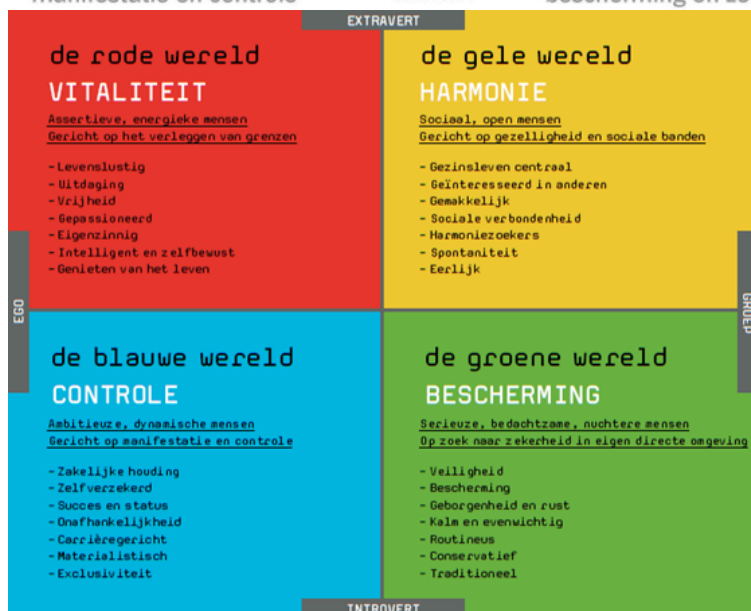 manifestatie en controle
bescherming en
EXTRAVERT
de rode wereld
VITALITEIT
Assertieve, energieke mensen
Gericht op het verleggen van grenzen
- Levenslustig
- Uitdaging
- Vrijheid
- Gepassioneerd
- Eigenzinnig
- Intelligent en zelfbewust
- Genieten van het leven
de gele wereld
HARMONIE
Sociaal, open mensen
Gericht op gezelligheid en sociale banden
- Gezinsleven centraal
- Geïnteresseerd in anderen
- Gemakkelijk
- Sociale verbondenheid
- Harmoniezoekers
- Spontaniteit
- Eerlijk
EGO
GROEP
de blauwe wereld
CONTROLE
Ambitieuze, dynamische mensen
Gericht op manifestatie en controle
- Zakelijke houding
- Zelfverzekerd
- Succes en status
- Onafhankelijkheid
- Carrièregericht
- Materialistisch
- Exclusiviteit
de groene wereld
BESCHERMING
Serieuze, bedachtzame, nuchtere mensen
Op zoek naar zekerheid in eigen directe omgeving
- Veiligheid
- Bescherming
- Geborgenheid en rust
- Kalm en evenwichtig
- Routineus
- Conservatief
- Traditioneel
INTROVERT